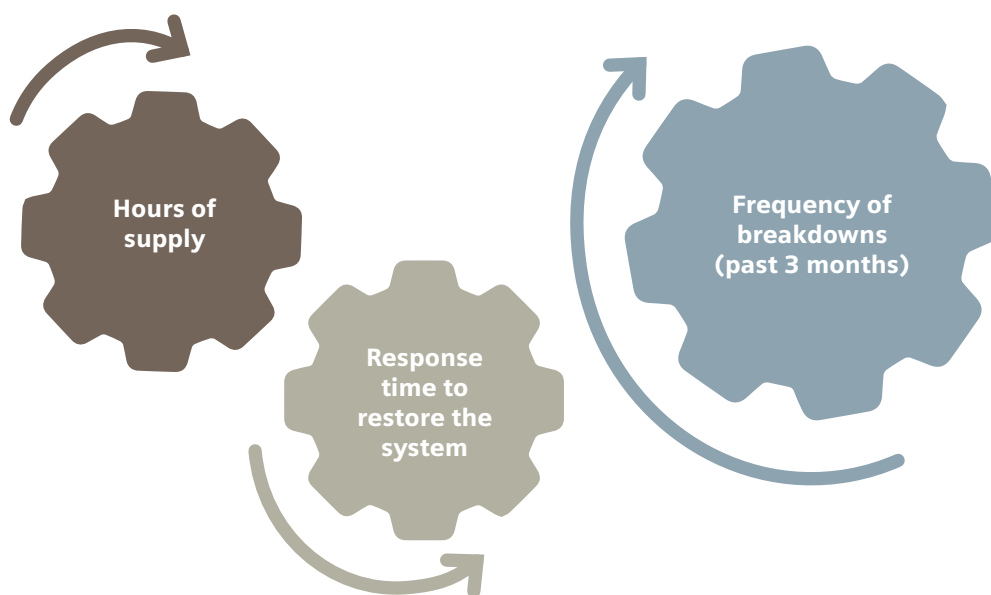 Hours of
supply
Response
time to
restore the
system
Frequency of
breakdowns
(past 3 months)